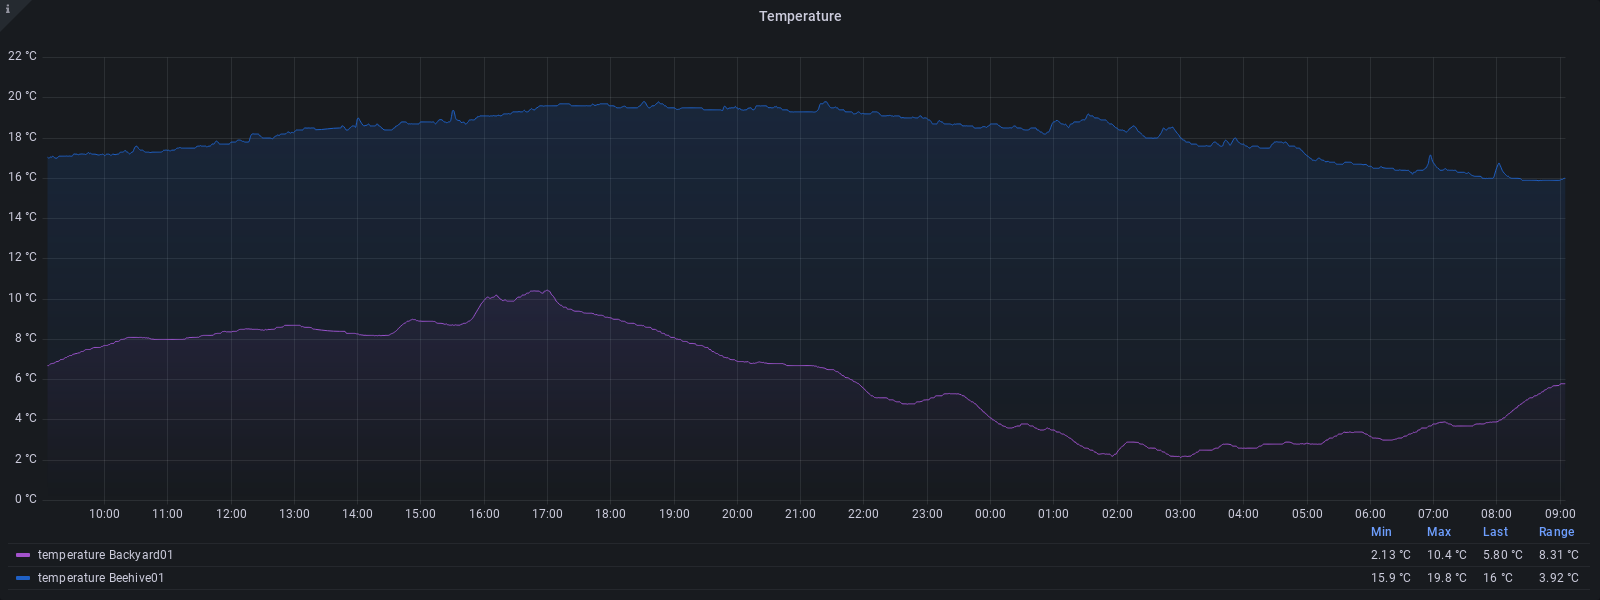 i
Temperature
22 °C
20 °C
18 °C
16 °C
14 °C
12 °C
10 °C
8 °C
6 °C
4 °C
2 °C
0 °C
10:00 11:00 12:00 13:00 14:00 15:00 16:00 17:00 18:00 19:00 20:00 21:00 22:00 23:00 00:00 01:00 02:00 03:00 04:00 05:00 06:00 07:00 08:00 09:00
Min Max Last Range
temperature Backyard01 2.13 °C 10.4 °C 5.80 °C 8.31 °C
temperature Beehive01 15.9 °C 19.8 °C 16 °C 3.92 °C